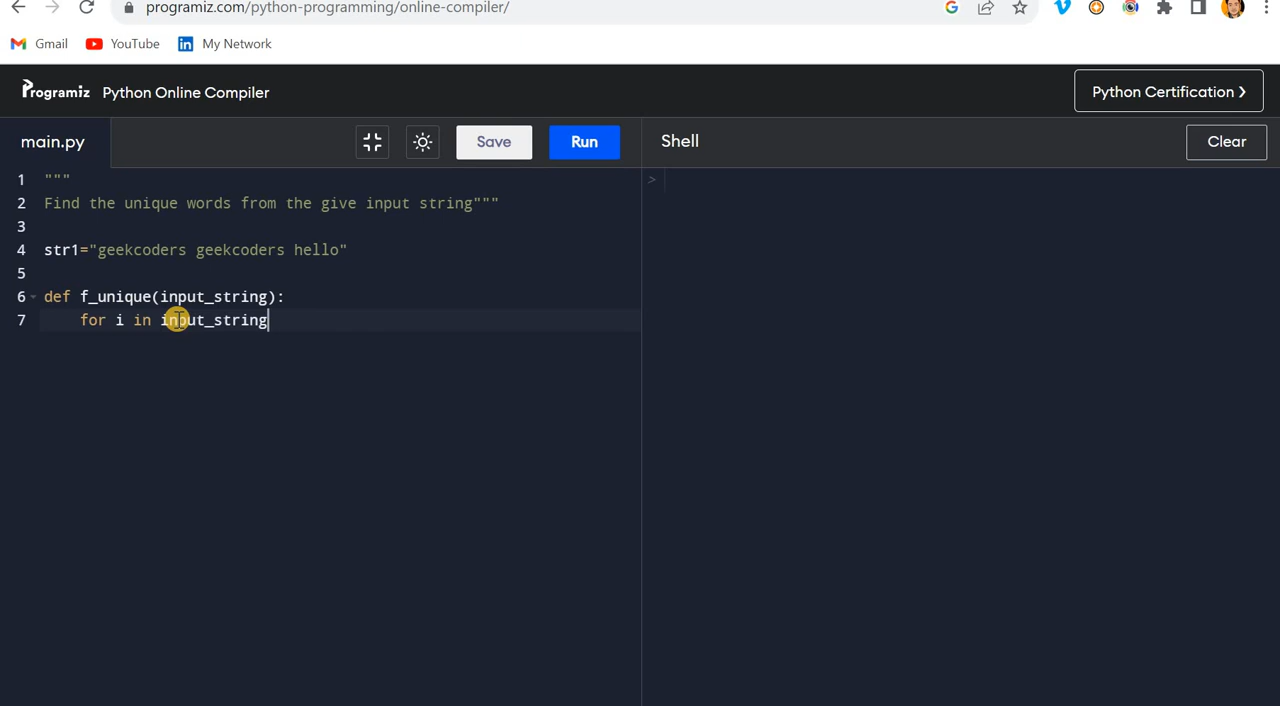 programiz.com/python-programming/online-compiler/
Gmail YouTube My Network
Programiz Python Online Compiler Python Certification ❯
main.py Save Run Shell Clear
1 """
2 Find the unique words from the give input string"""
3
4 str1="geekcoders geekcoders hello"
5
6 def f_unique(input_string):
7 for i in input_string
>